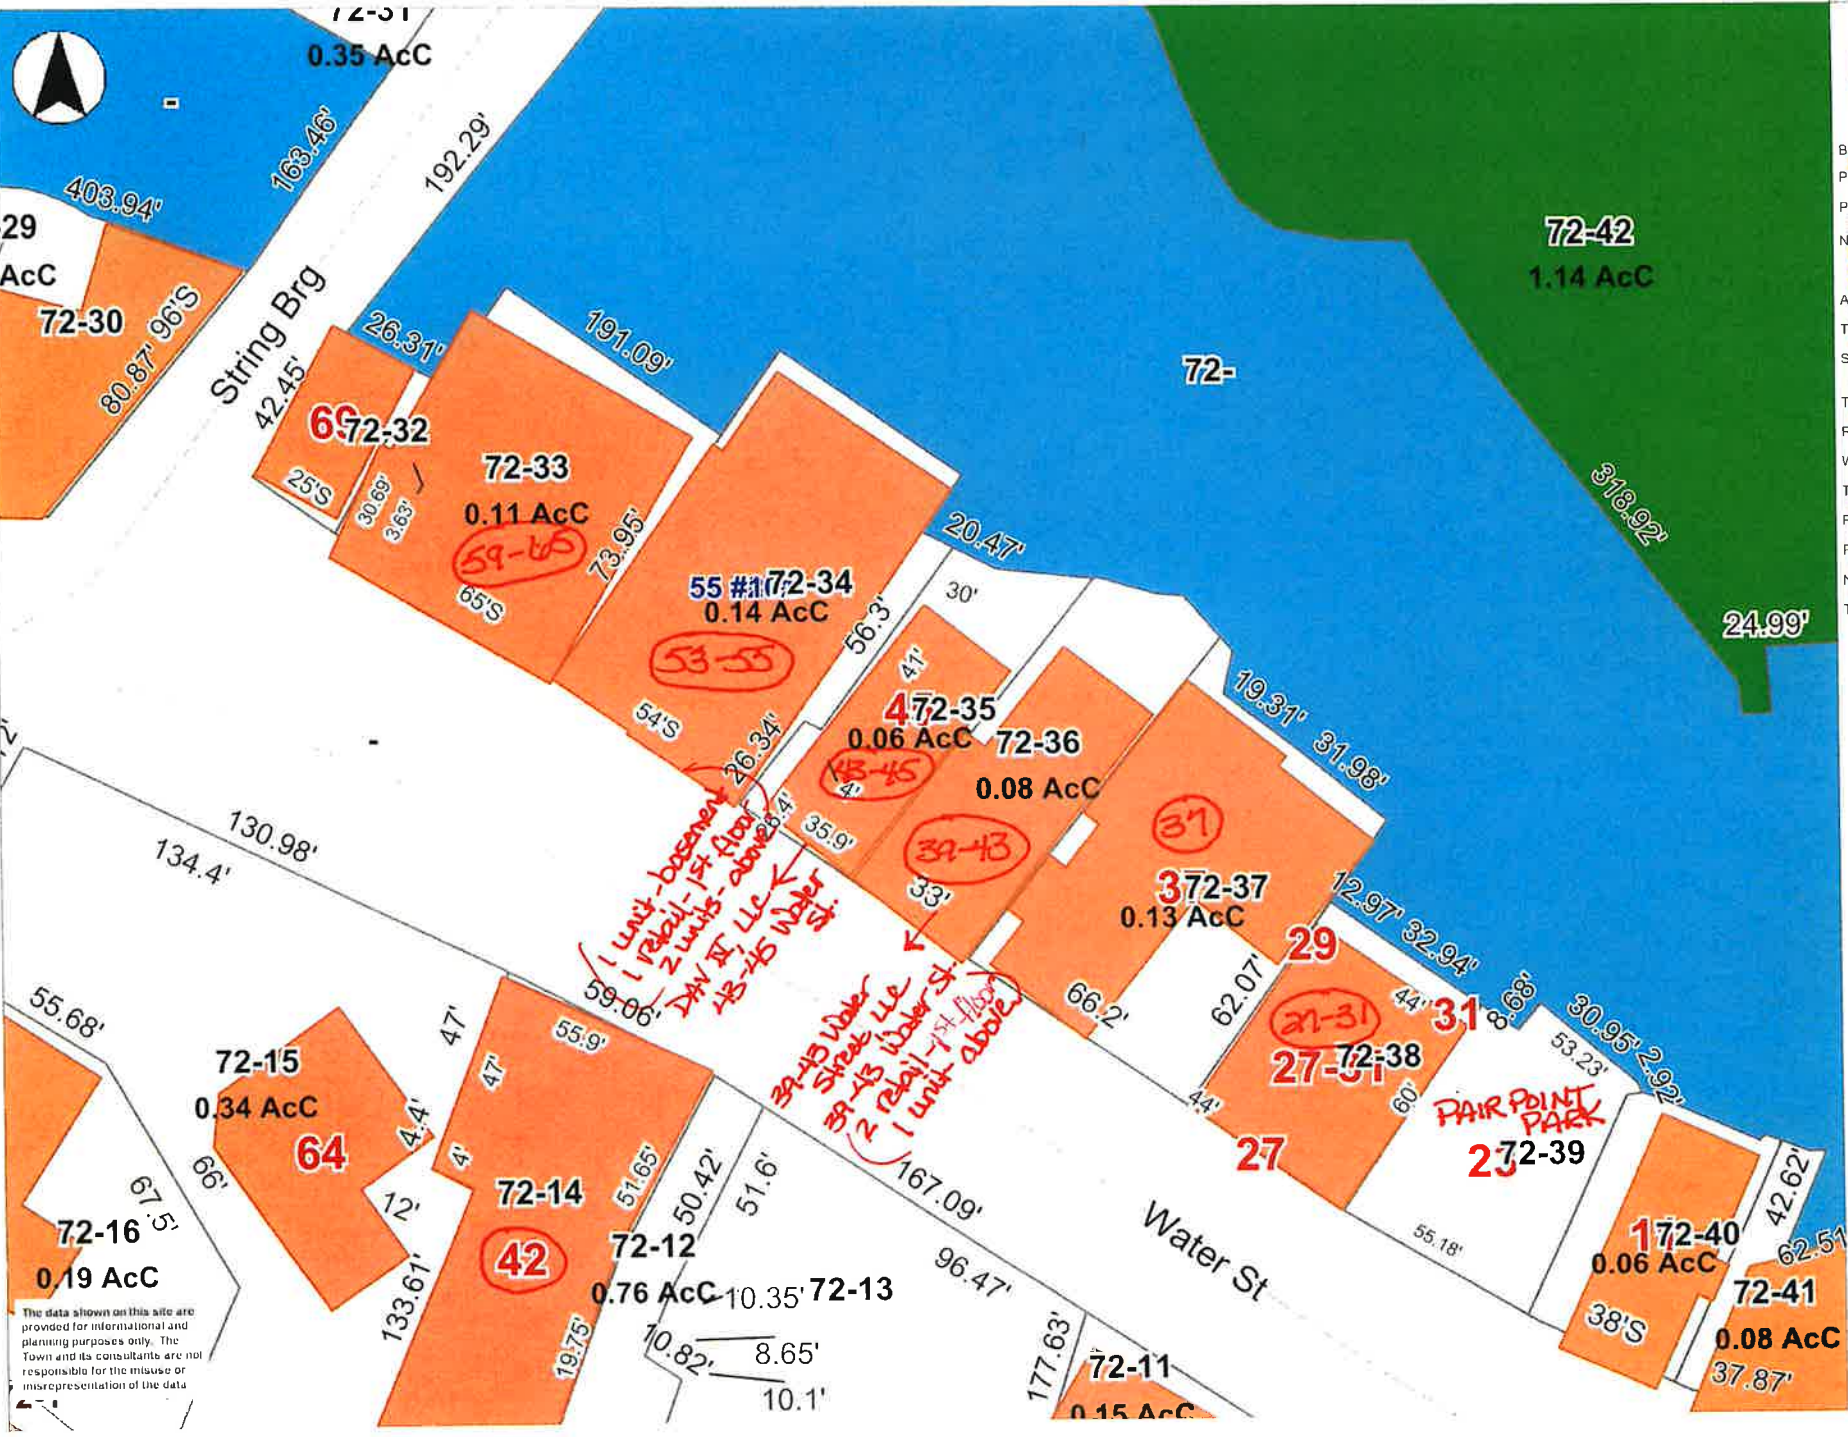 72-31
0.35 AcC
-
163.46'
192.29'
403.94'
-29
AcC
72-30
80.87' 96'S
String Brg
42.45'
26.31'
191.09'
72-42
1.14 AcC
72-
318.92'
24.99'
72-32
25'S
30.69'
3.63'
72-33
0.11 AcC
59-65
65'S
73.95'
55 # 72-34
0.14 AcC
53-55
54'S
26.34'
56.3'
20.47'
30'
41'
72-35
0.06 AcC
43-45
4'
26.4'
35.9'
72-36
0.08 AcC
39-43
33'
19.31'
31.98'
37
72-37
0.13 AcC
66.2'
62.07'
12.97' 32.94'
29
44'
31
8.68'
29-31
72-38
60'
44'
27
30.95' 2.92'
53.23'
PAIR POINT
PARK
72-39
55.18'
72-40
0.06 AcC
38'S
42.62'
62.51
72-41
0.08 AcC
37.87'
-
130.98'
134.4'
1 unit - basement
1 retail - 1st floor
2 units - above
DAV IV, LLC
43-45 Water
St.
39-43 Water
Street LLC
39-43 Water St.
2 retail - 1st floor
1 unit above
59.06'
55.9'
47'
47'
55.68'
72-15
0.34 AcC
64
66'
4.4'
4'
12'
67.5'
72-16
0.19 AcC
133.61'
72-14
42
51.65'
19.75'
50.42'
51.6'
72-12
0.76 AcC
10.35'
72-13
10.82'
8.65'
10.1'
167.09'
96.47'
Water St
177.63'
72-11
0.15 AcC
The data shown on this site are
provided for informational and
planning purposes only. The
Town and its consultants are not
responsible for the misuse or
misrepresentation of the data